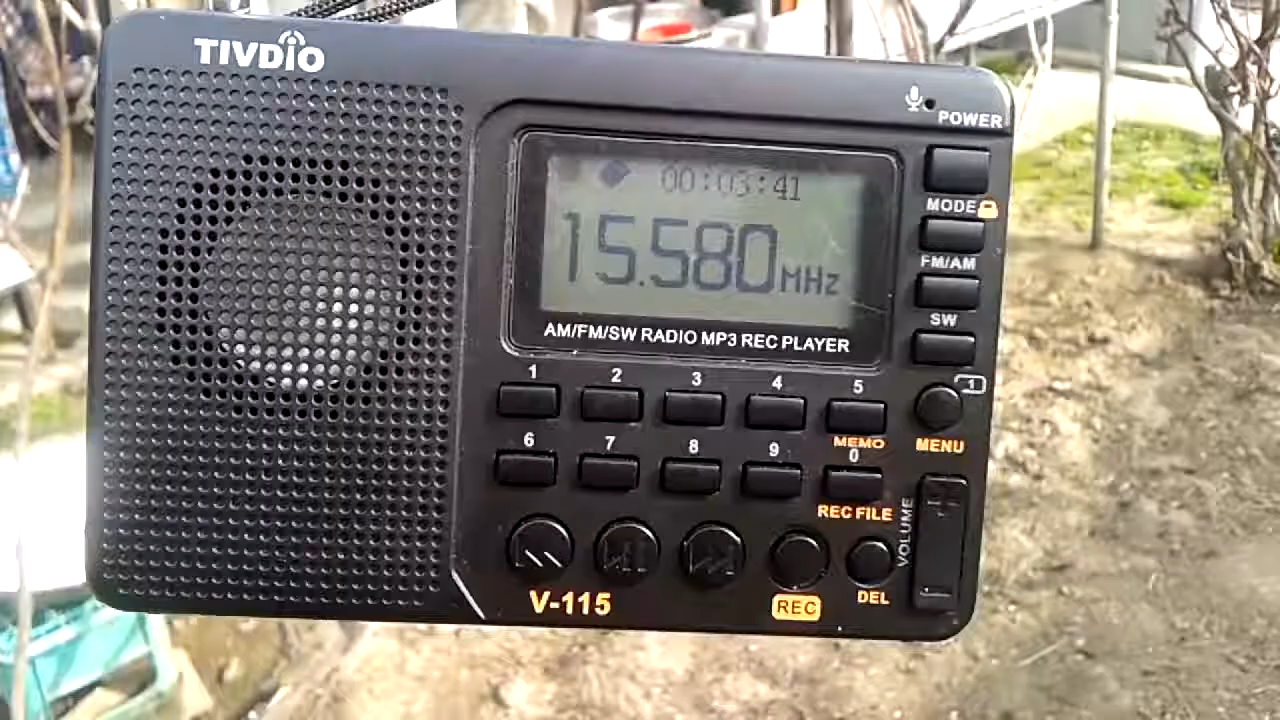 TIVDIO
POWER
00:03:41
15.580MHz
AM/FM/SW RADIO MP3 REC PLAYER
MODE
FM/AM
SW
1 2 3 4 5
1
MENU
6 7 8 9 MEMO 0
REC FILE
VOLUME
V-115
REC
DEL